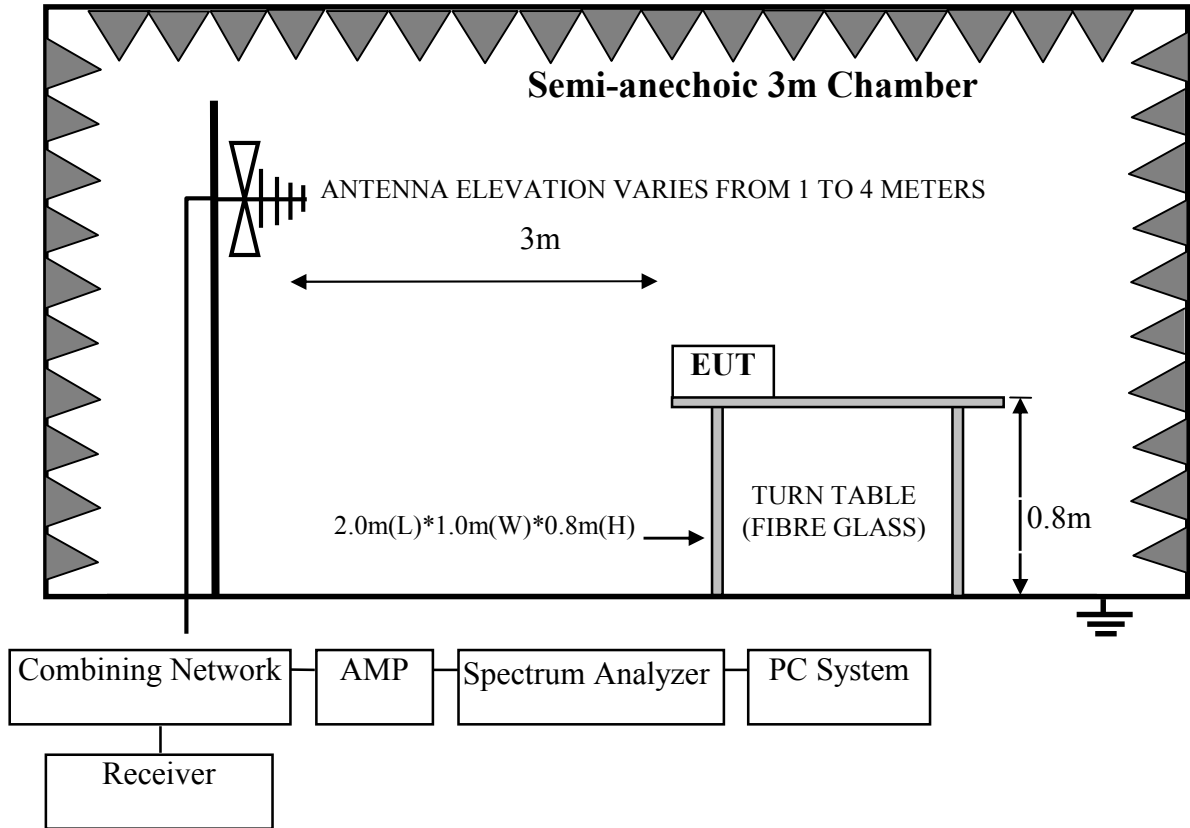 Semi-anechoic 3m Chamber
ANTENNA ELEVATION VARIES FROM 1 TO 4 METERS
3m
EUT
TURN TABLE
(FIBRE GLASS)
2.0m(L)*1.0m(W)*0.8m(H)
0.8m
Combining Network
AMP
Spectrum Analyzer
PC System
Receiver